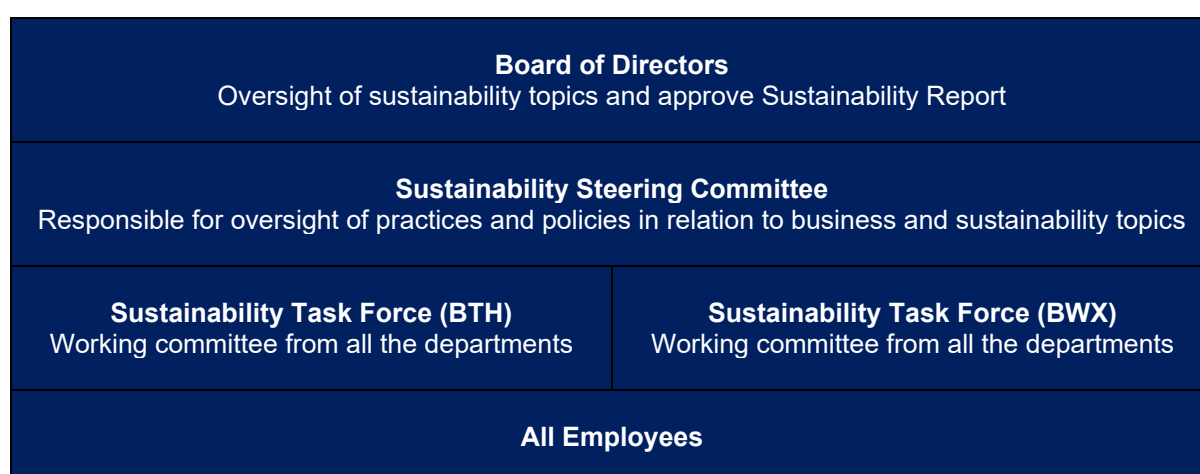 Board of Directors
Oversight of sustainability topics and approve Sustainability Report
Sustainability Steering Committee
Responsible for oversight of practices and policies in relation to business and sustainability topics
Sustainability Task Force (BTH)
Working committee from all the departments
Sustainability Task Force (BWX)
Working committee from all the departments
All Employees